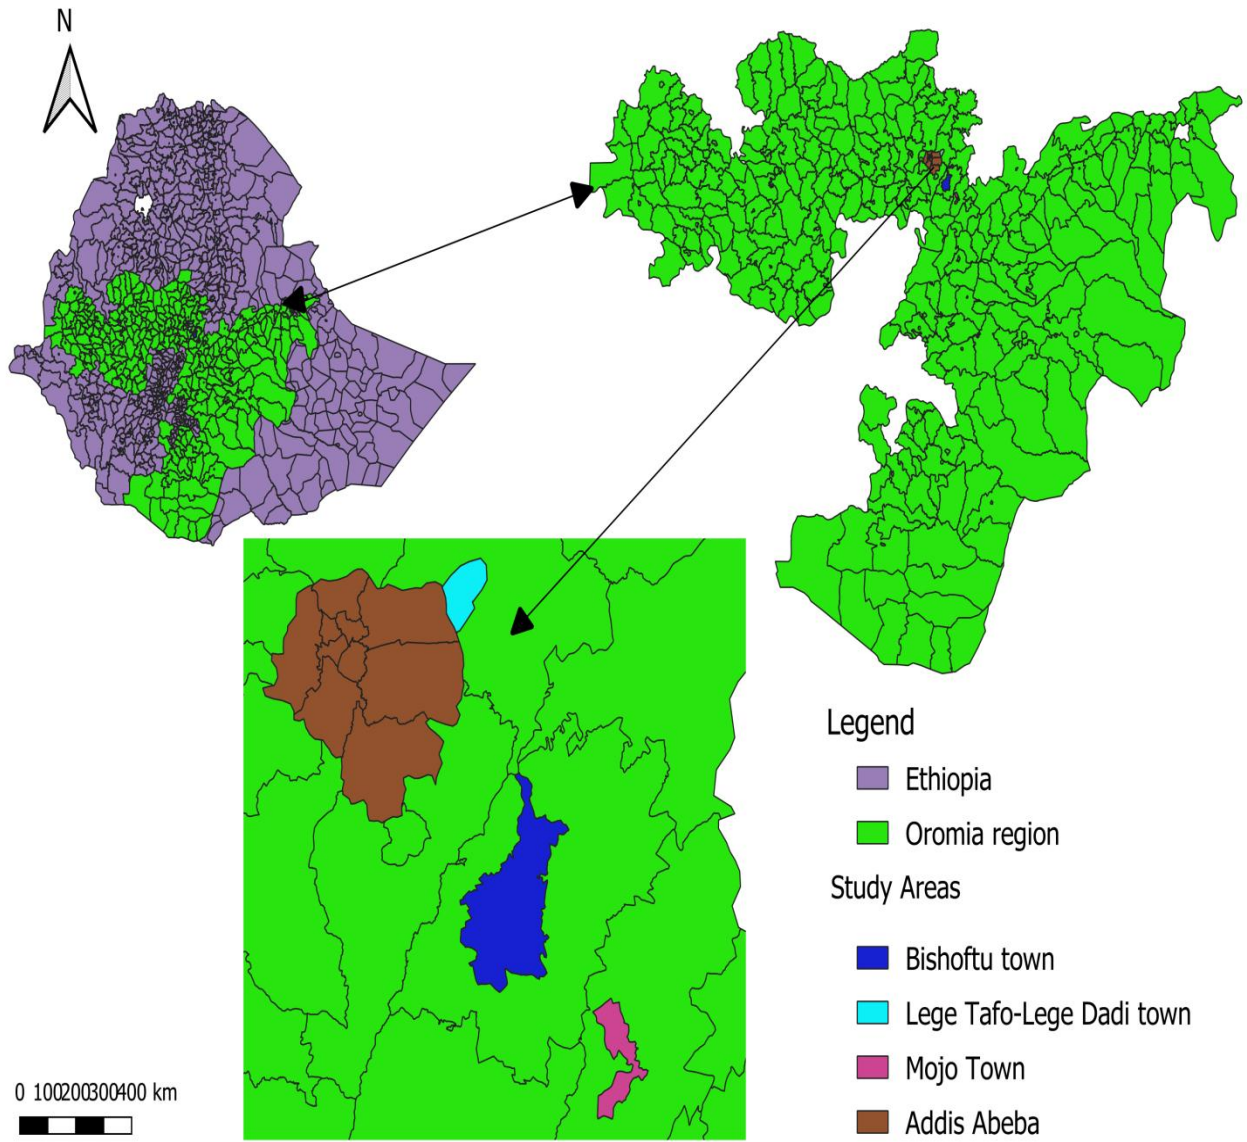 N
Legend
Ethiopia
Oromia region
Study Areas
Bishoftu town
Lege Tafo-Lege Dadi town
Mojo Town
Addis Abeba
0 100200300400 km